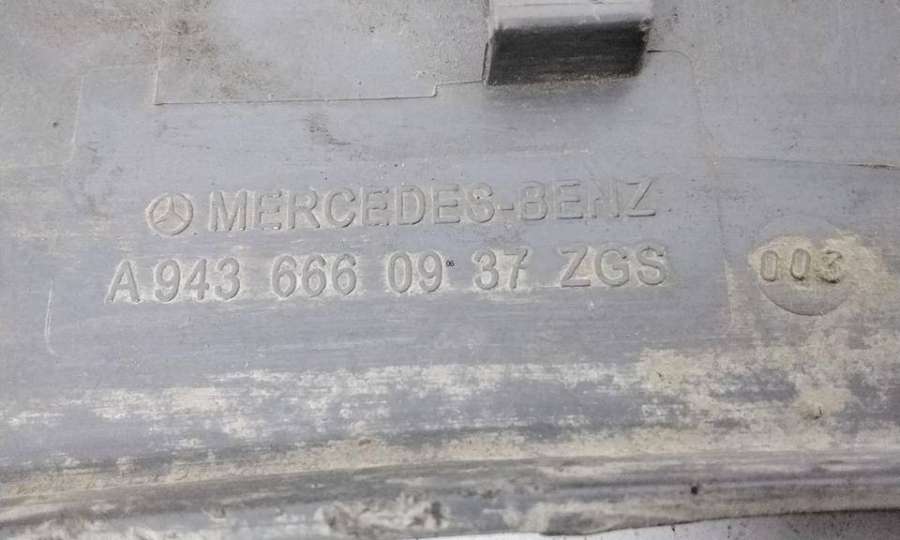 MERCEDES-BENZ
A 943 666 09 37 ZGS 003